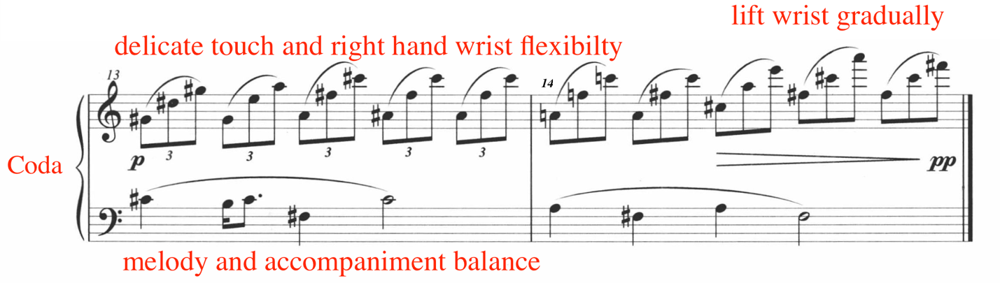 lift wrist gradually
delicate touch and right hand wrist flexibilty
13
14
3 3 3 3 3
p
pp
Coda
melody and accompaniment balance